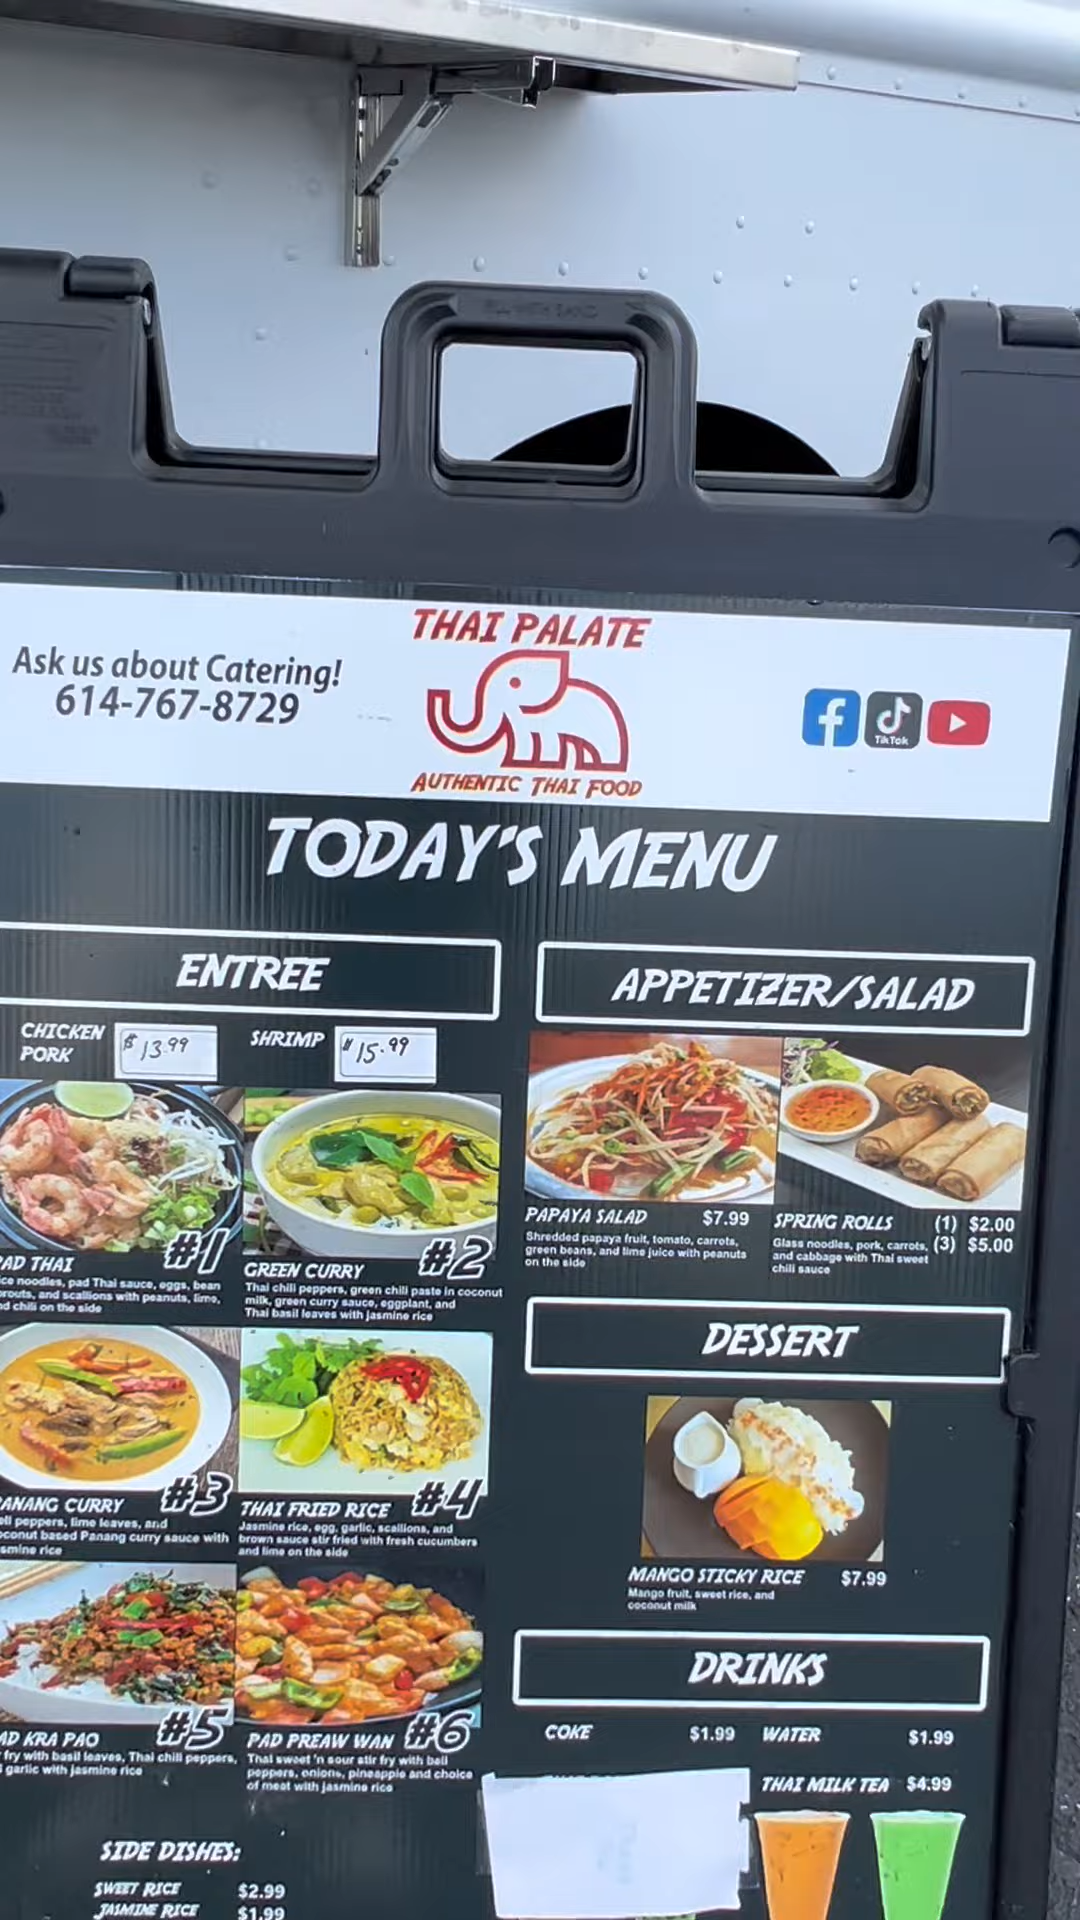 THAI PALATE
Ask us about Catering!
614-767-8729
TikTok
AUTHENTIC THAI FOOD
TODAY'S MENU
ENTREE
CHICKEN
PORK
$13.99
SHRIMP
15.99
#1
AD THAI
ce noodles, pad Thai sauce, eggs, bean
routs, and scallions with peanuts, lime,
d chili on the side
#2
GREEN CURRY
Thai chili peppers, green chili paste in coconut
milk, green curry sauce, eggplant, and
Thai basil leaves with jasmine rice
#3
ANANG CURRY
ell peppers, lime leaves, and
oconut based Panang curry sauce with
smine rice
#4
THAI FRIED RICE
Jasmine rice, egg, garlic, scallions, and
brown sauce stir fried with fresh cucumbers
and lime on the side
#5
AD KRA PAO
fry with basil leaves, Thai chili peppers,
garlic with jasmine rice
#6
PAD PREAW WAN
Thai sweet 'n sour stir fry with bell
peppers, onions, pineapple and choice
of meat with jasmine rice
SIDE DISHES:
SWEET RICE $2.99
JASMINE RICE $1.99
APPETIZER/SALAD
PAPAYA SALAD $7.99
Shredded papaya fruit, tomato, carrots,
green beans, and lime juice with peanuts
on the side
SPRING ROLLS (1) $2.00
(3) $5.00
Glass noodles, pork, carrots,
and cabbage with Thai sweet
chili sauce
DESSERT
MANGO STICKY RICE $7.99
Mango fruit, sweet rice, and
coconut milk
DRINKS
COKE $1.99
WATER $1.99
THAI MILK TEA $4.99